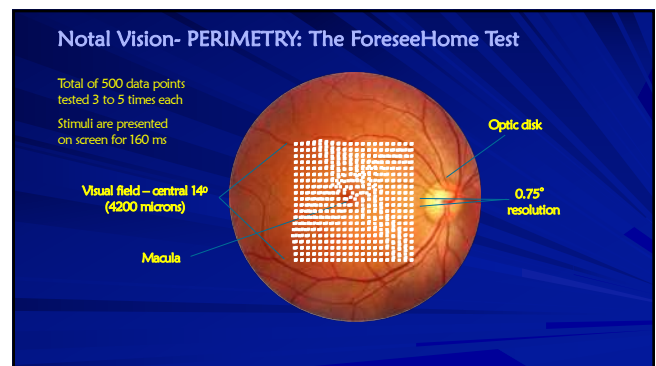 Notal Vision- PERIMETRY: The ForeseeHome Test
Total of 500 data points
tested 3 to 5 times each
Stimuli are presented
on screen for 160 ms
Optic disk
Visual field – central 14º
(4200 microns)
0.75°
resolution
Macula